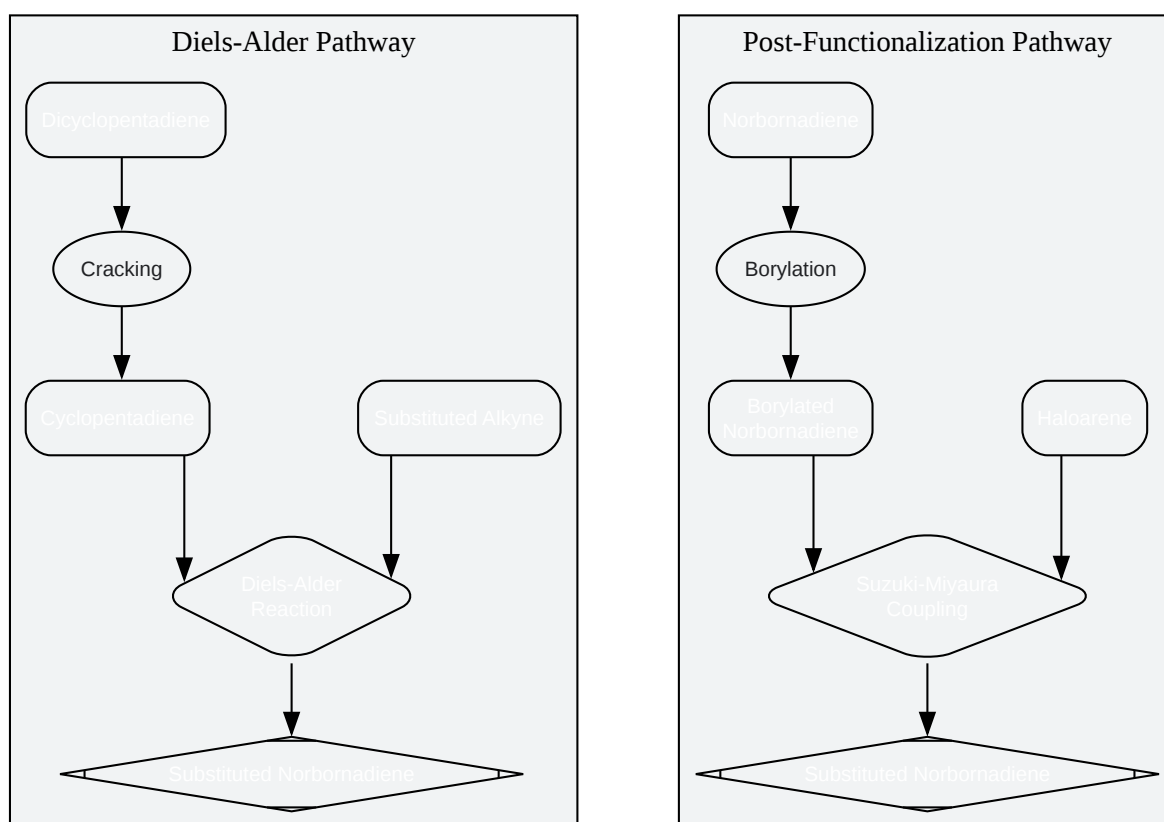 Diels-Alder Pathway
Dicyclopentadiene
Cracking
Cyclopentadiene
Substituted Alkyne
Diels-Alder
Reaction
Substituted Norbornadiene
Post-Functionalization Pathway
Norbornadiene
Borylation
Borylated
Norbornadiene
Haloarene
Suzuki-Miyaura
Coupling
Substituted Norbornadiene